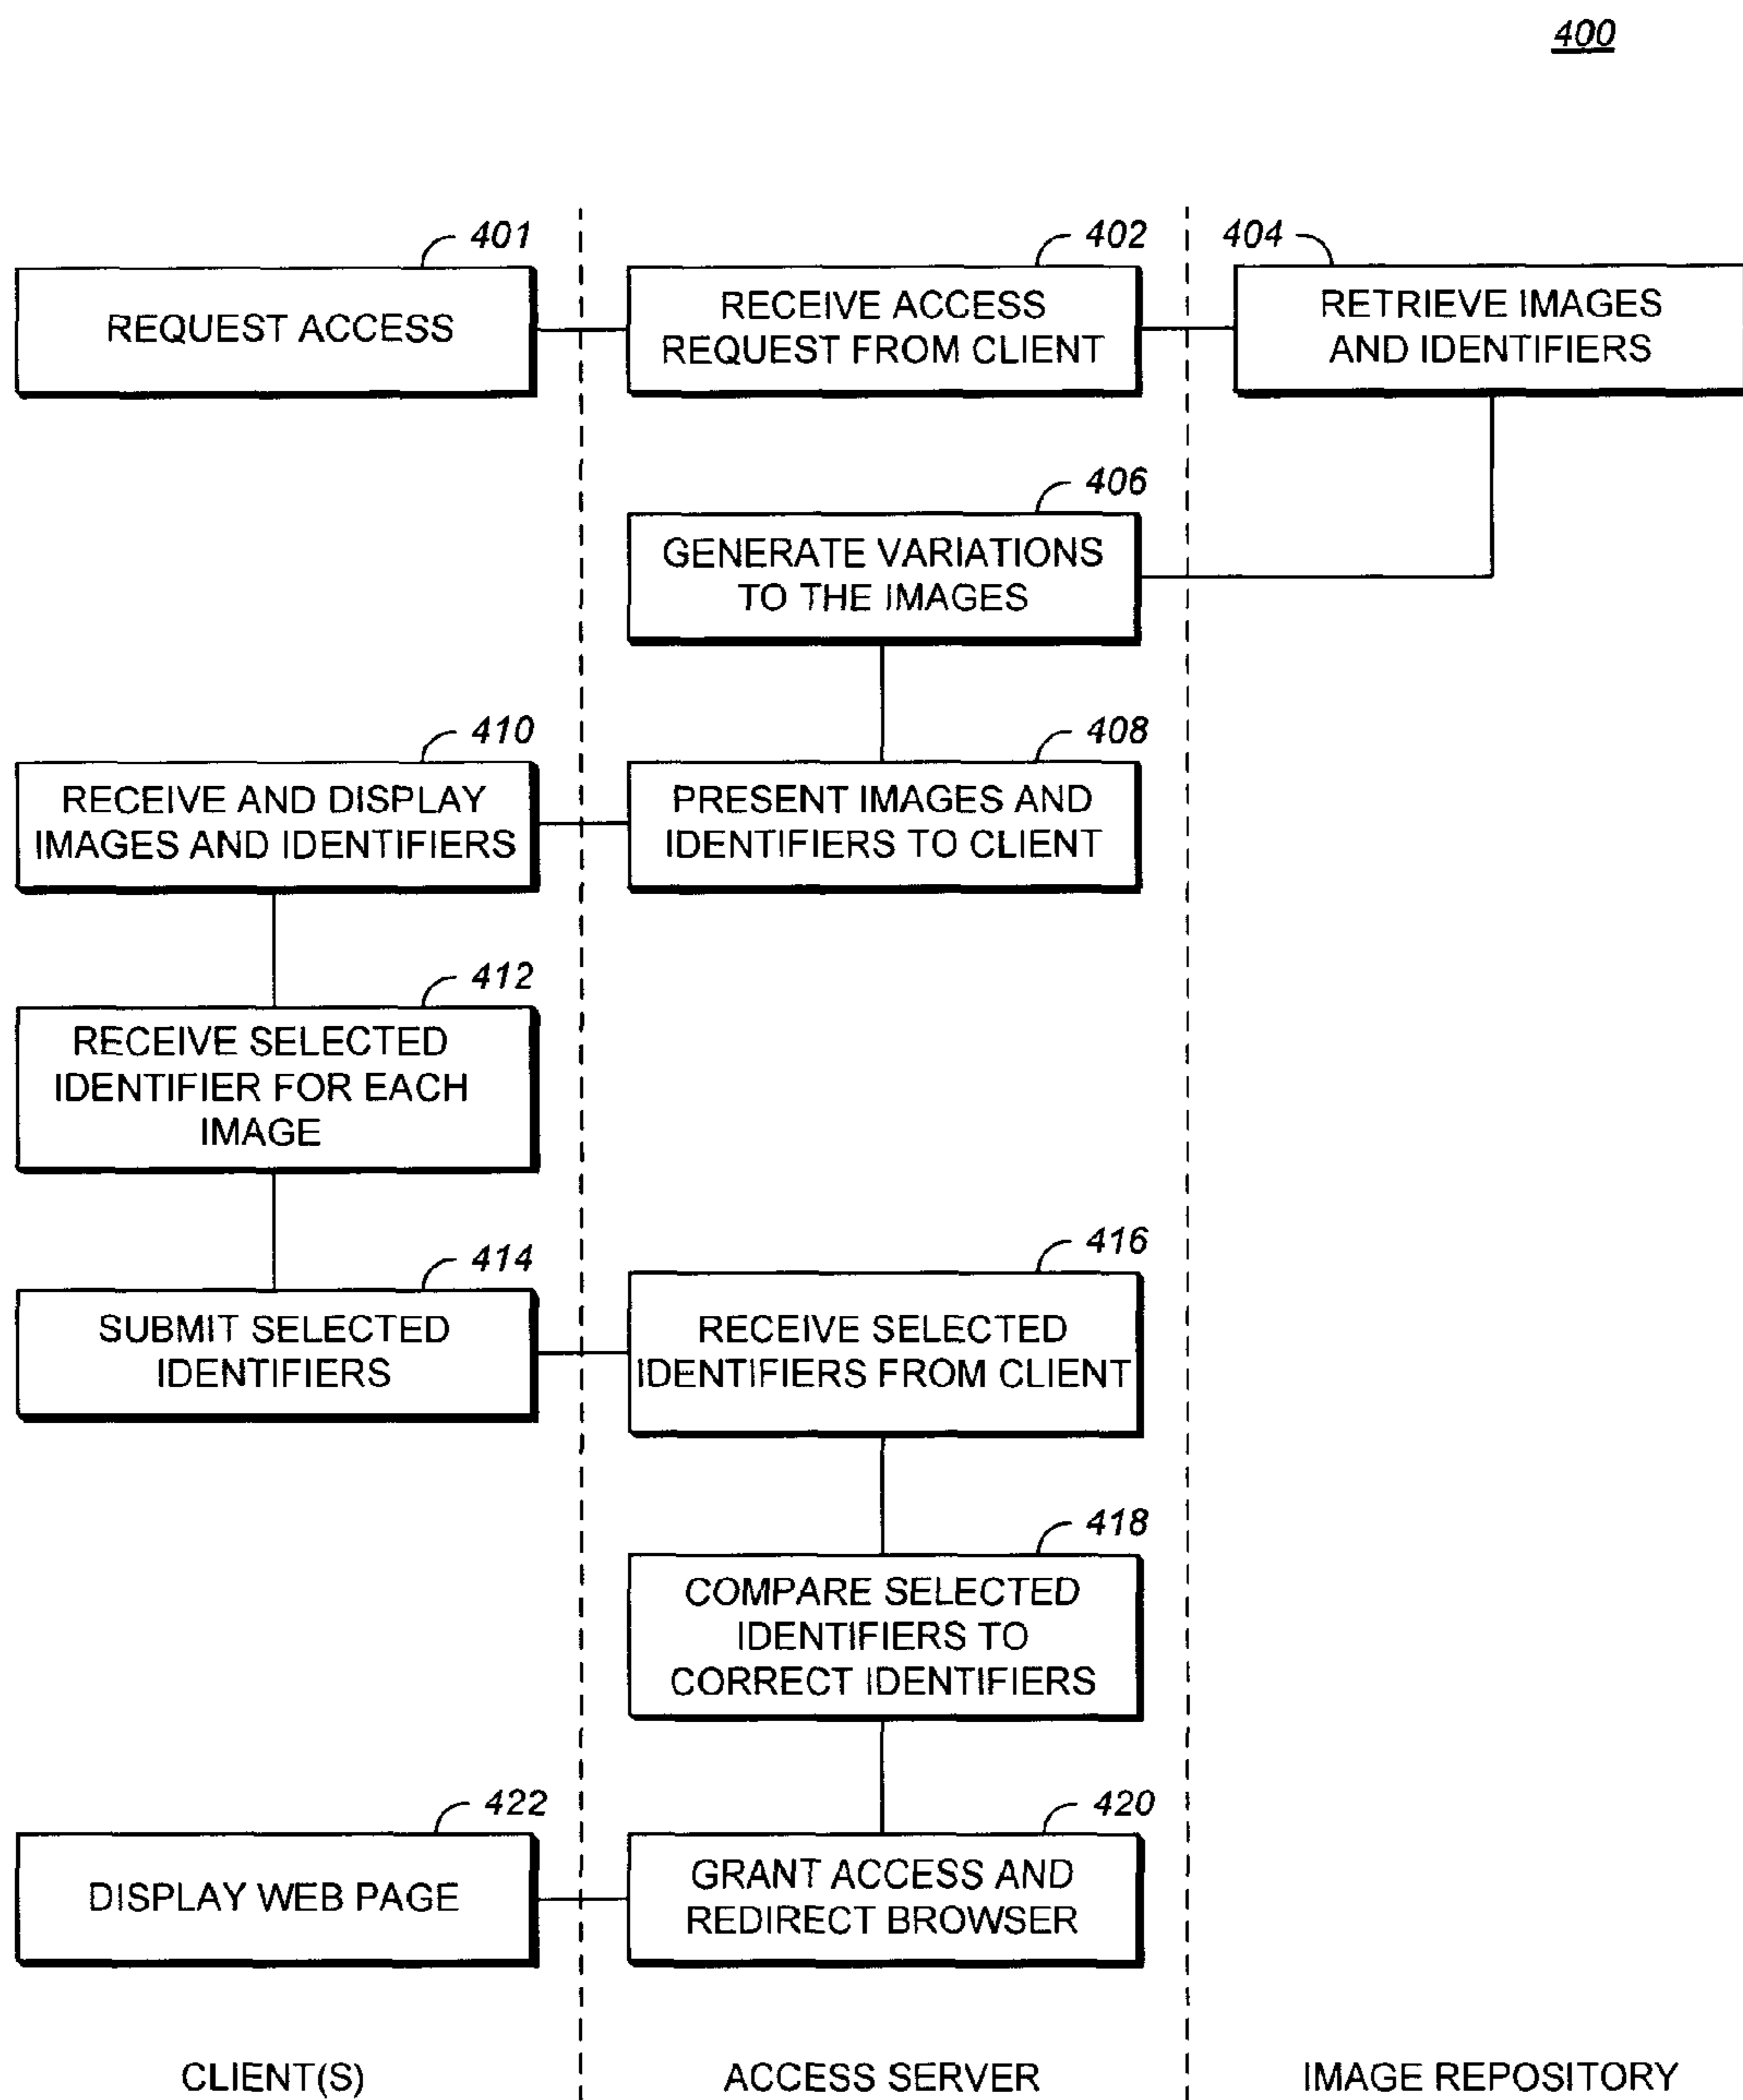 400
401
REQUEST ACCESS
402
RECEIVE ACCESS
REQUEST FROM CLIENT
404
RETRIEVE IMAGES
AND IDENTIFIERS
406
GENERATE VARIATIONS
TO THE IMAGES
410
RECEIVE AND DISPLAY
IMAGES AND IDENTIFIERS
408
PRESENT IMAGES AND
IDENTIFIERS TO CLIENT
412
RECEIVE SELECTED
IDENTIFIER FOR EACH
IMAGE
414
SUBMIT SELECTED
IDENTIFIERS
416
RECEIVE SELECTED
IDENTIFIERS FROM CLIENT
418
COMPARE SELECTED
IDENTIFIERS TO
CORRECT IDENTIFIERS
422
DISPLAY WEB PAGE
420
GRANT ACCESS AND
REDIRECT BROWSER
CLIENT(S)
ACCESS SERVER
IMAGE REPOSITORY